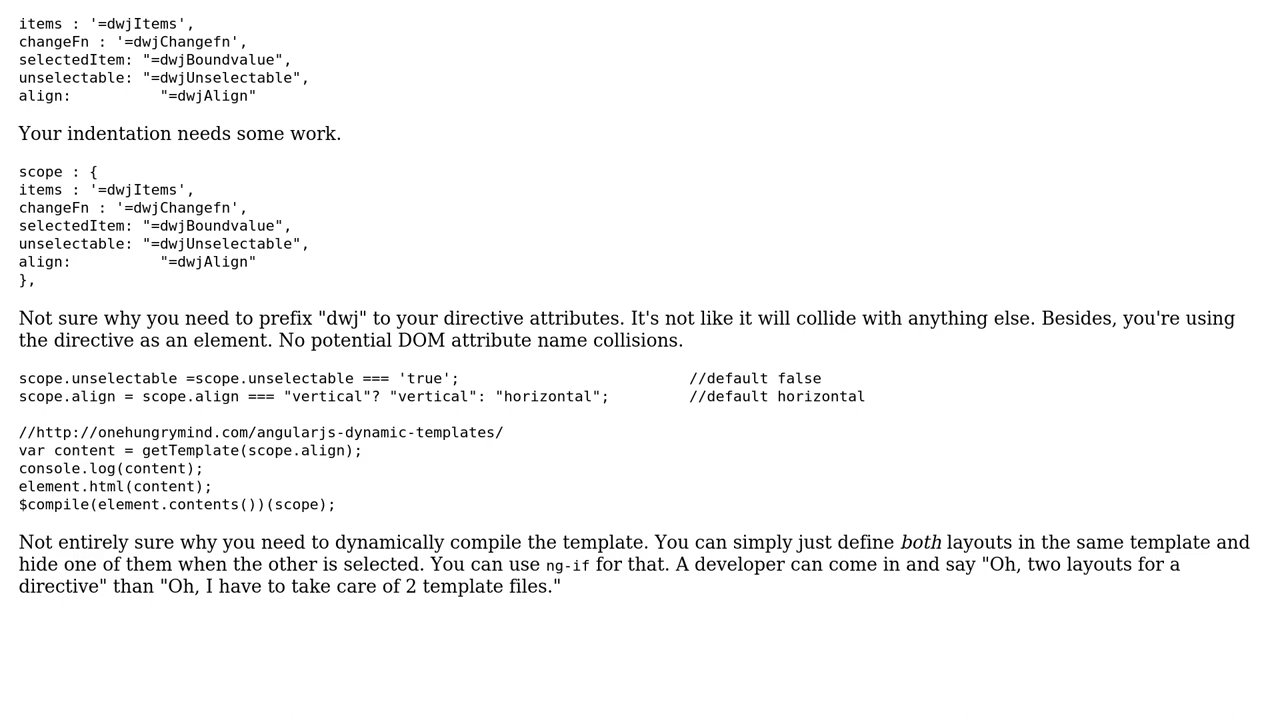 items : '=dwjItems',
changeFn : '=dwjChangefn',
selectedItem: "=dwjBoundvalue",
unselectable: "=dwjUnselectable",
align:          "=dwjAlign"
Your indentation needs some work.
scope : {
items : '=dwjItems',
changeFn : '=dwjChangefn',
selectedItem: "=dwjBoundvalue",
unselectable: "=dwjUnselectable",
align:          "=dwjAlign"
},
Not sure why you need to prefix "dwj" to your directive attributes. It's not like it will collide with anything else. Besides, you're using
the directive as an element. No potential DOM attribute name collisions.
scope.unselectable =scope.unselectable === 'true';                          //default false
scope.align = scope.align === "vertical"? "vertical": "horizontal";         //default horizontal
//http://onehungrymind.com/angularjs-dynamic-templates/
var content = getTemplate(scope.align);
console.log(content);
element.html(content);
$compile(element.contents())(scope);
Not entirely sure why you need to dynamically compile the template. You can simply just define both layouts in the same template and
hide one of them when the other is selected. You can use ng-if for that. A developer can come in and say "Oh, two layouts for a
directive" than "Oh, I have to take care of 2 template files."